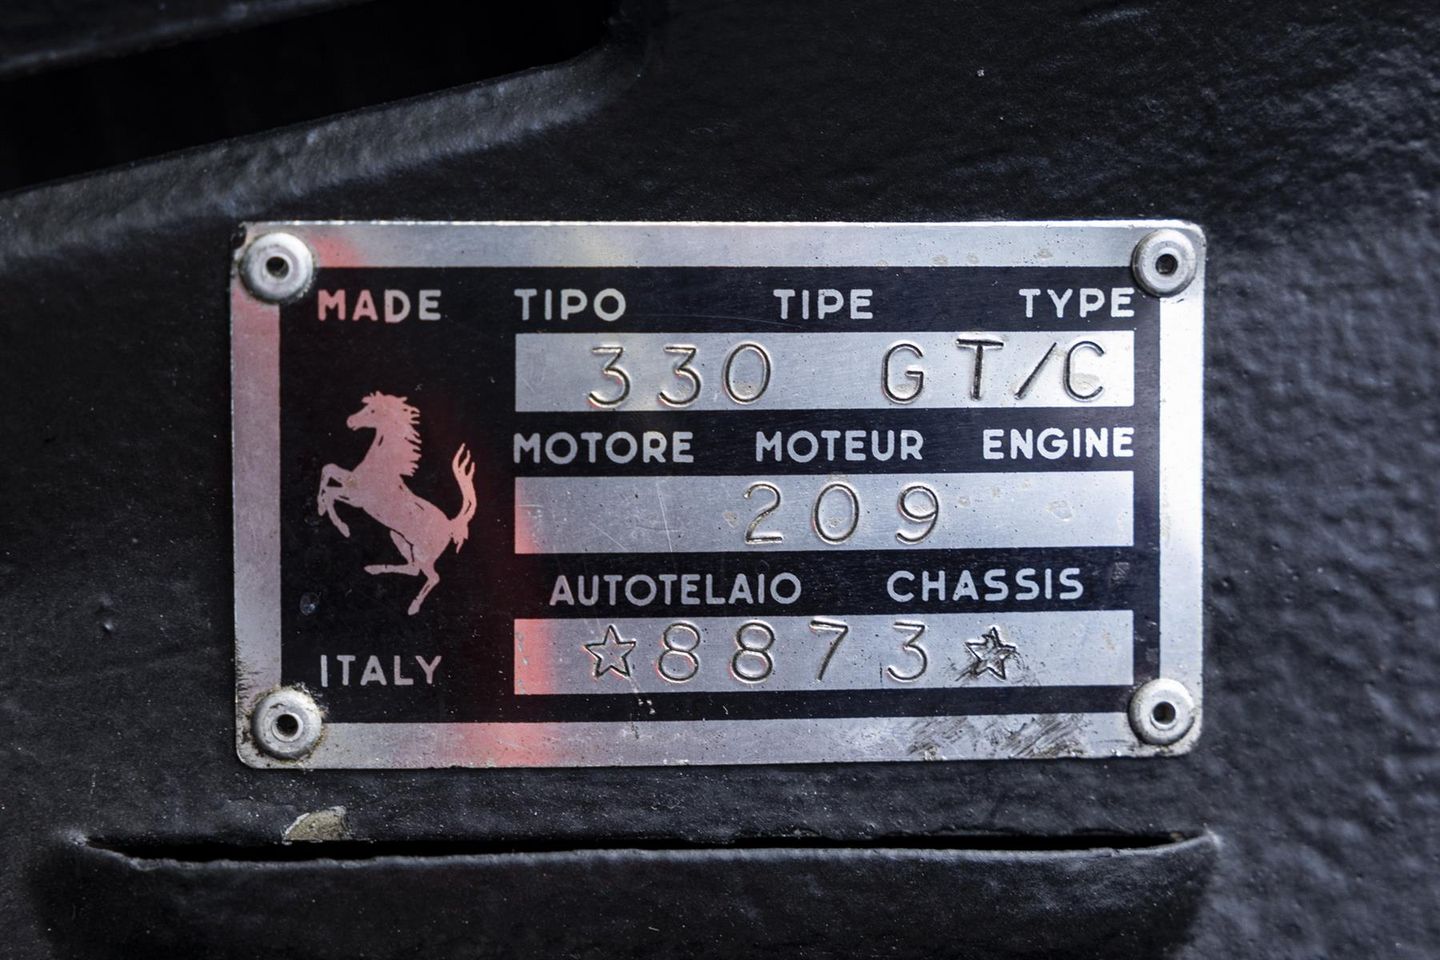 MADE TIPO TIPE TYPE
330 GT/C
MOTORE MOTEUR ENGINE
209
AUTOTELAIO CHASSIS
☆8873☆
ITALY